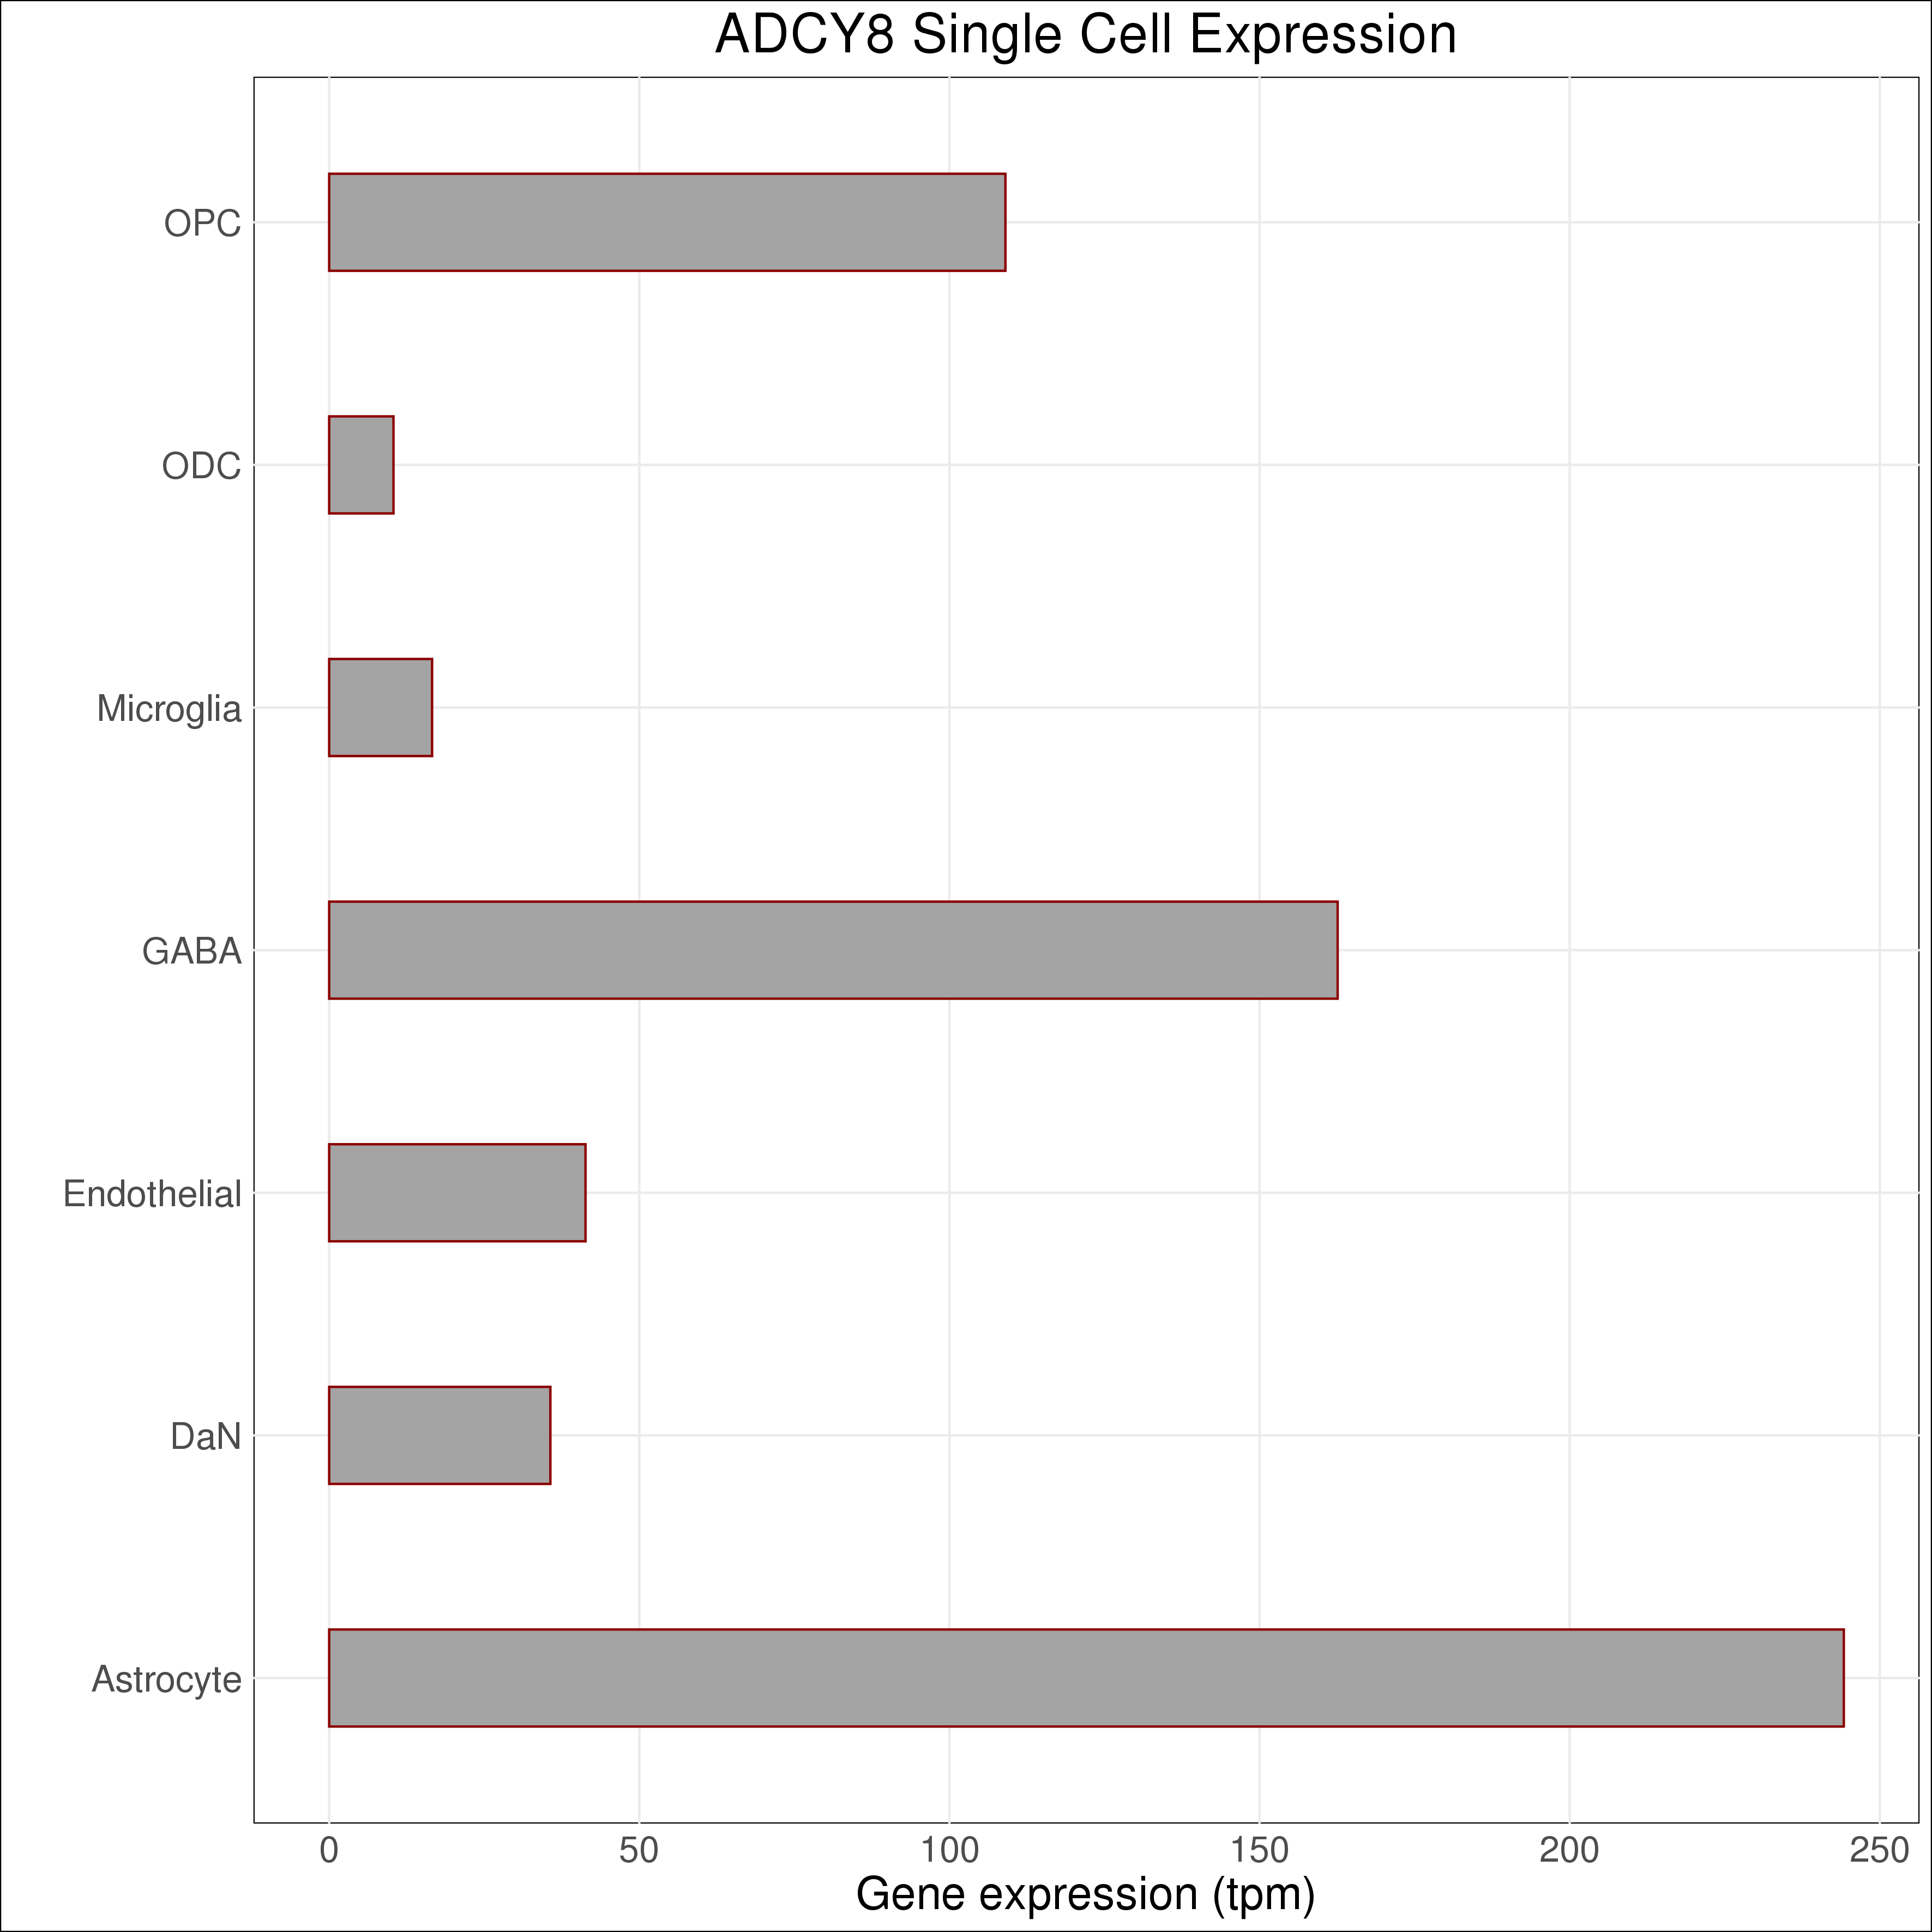 ADCY8 Single Cell Expression
OPC
ODC
Microglia
GABA
Endothelial
DaN
Astrocyte
0 50 100 150 200 250
Gene expression (tpm)